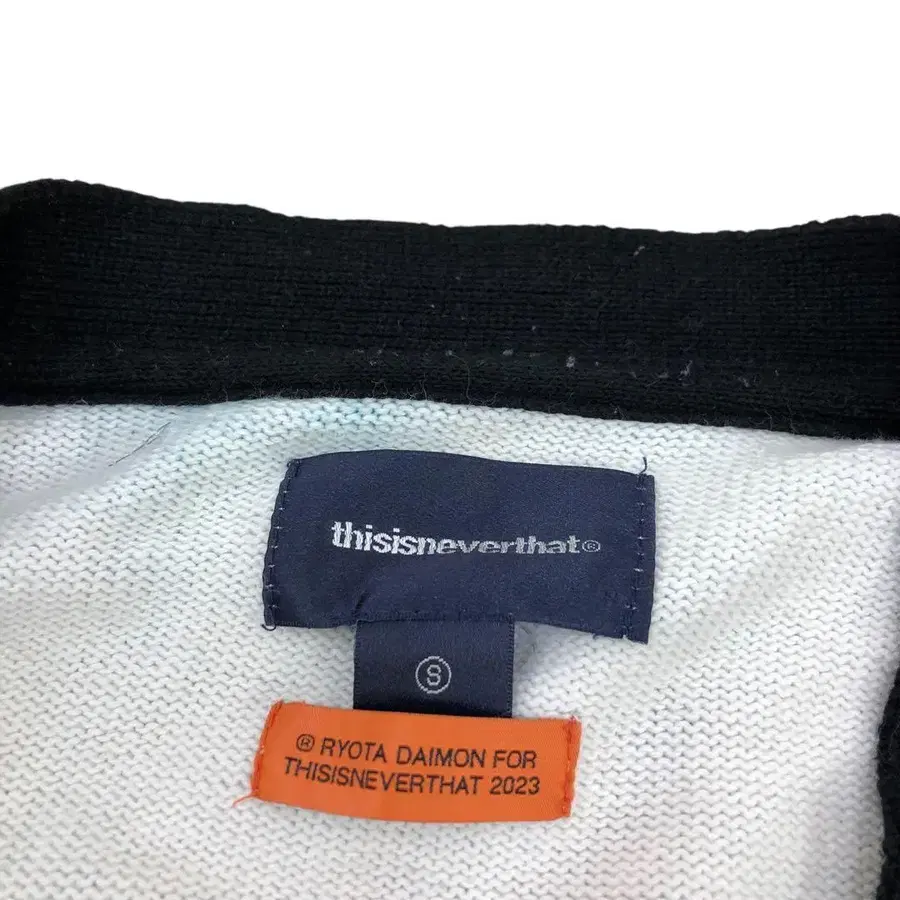 thisisneverthat®
S
® RYOTA DAIMON FOR
THISISNEVERTHAT 2023